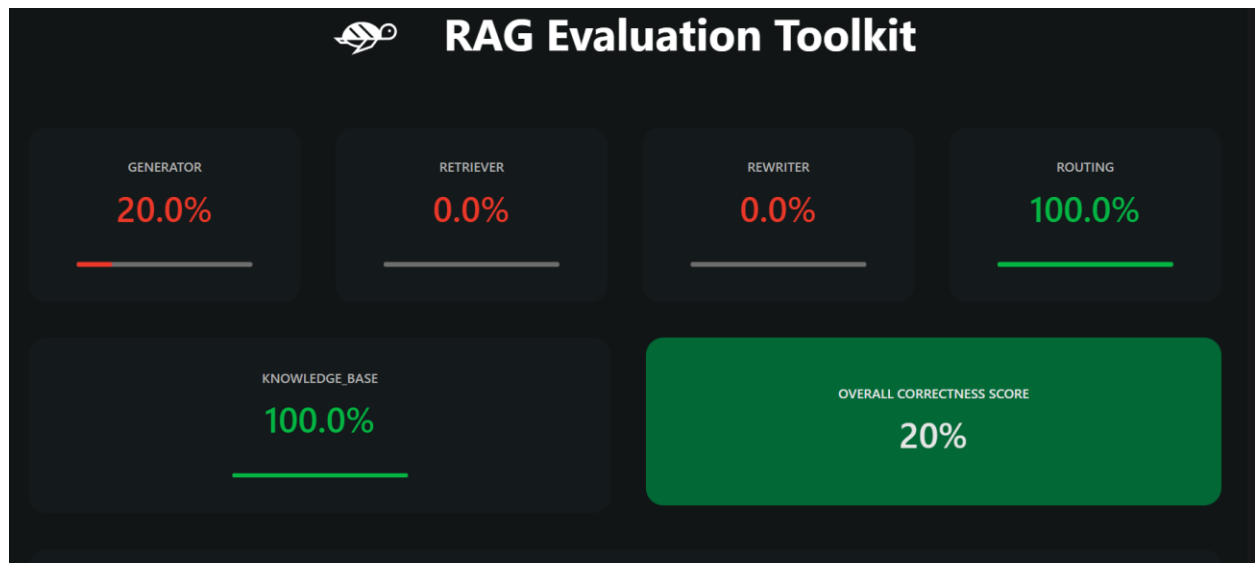 RAG Evaluation Toolkit
GENERATOR
20.0%
RETRIEVER
0.0%
REWRITER
0.0%
ROUTING
100.0%
KNOWLEDGE_BASE
100.0%
OVERALL CORRECTNESS SCORE
20%